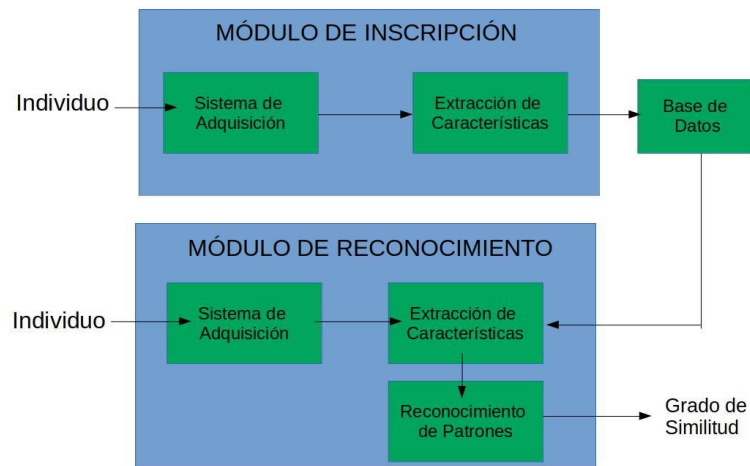 MÓDULO DE INSCRIPCIÓN
Individuo
Sistema de
Adquisición
Extracción de
Características
Base de
Datos
MÓDULO DE RECONOCIMIENTO
Individuo
Sistema de
Adquisición
Extracción de
Características
Reconocimiento
de Patrones
Grado de
Similitud